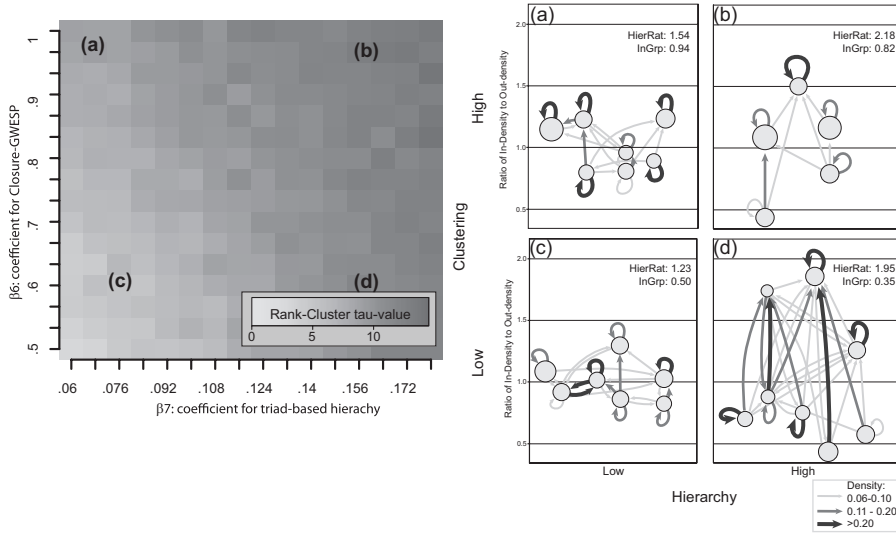 (a)
(b)
(c)
(d)
β6: coefficient for Closure-GWESP
1
.9
.8
.7
.6
.5
Rank-Cluster tau-value
0 5 10
.06 .076 .092 .108 .124 .14 .156 .172
β7: coefficient for triad-based hierachy
Clustering
High
Low
(a)
HierRat: 1.54
InGrp: 0.94
Ratio of In-Density to Out-density
2.0
1.5
1.0
0.5
(b)
HierRat: 2.18
InGrp: 0.82
(c)
HierRat: 1.23
InGrp: 0.50
Ratio of In-Density to Out-density
2.0
1.5
1.0
0.5
(d)
HierRat: 1.95
InGrp: 0.35
Low High
Hierarchy
Density:
0.06-0.10
0.11 - 0.20
>0.20